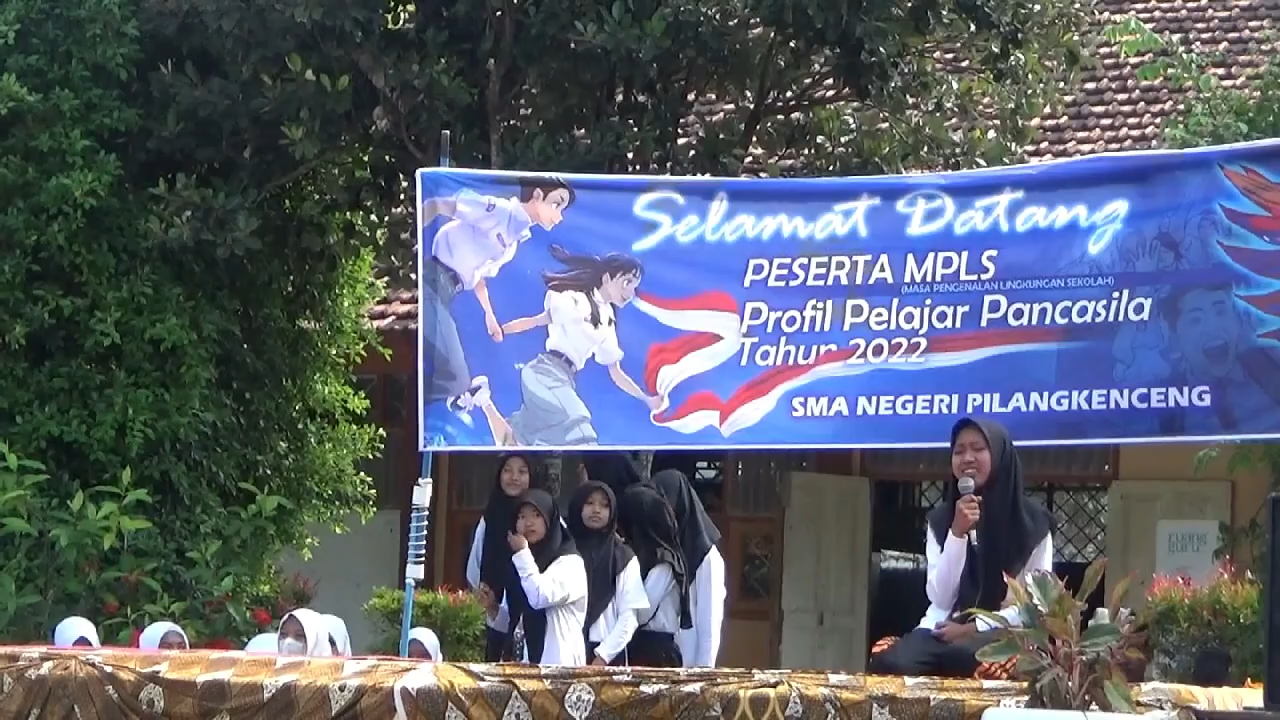 Selamat Datang
PESERTA MPLS
(MASA PENGENALAN LINGKUNGAN SEKOLAH)
Profil Pelajar Pancasila
Tahun 2022
SMA NEGERI PILANGKENCENG